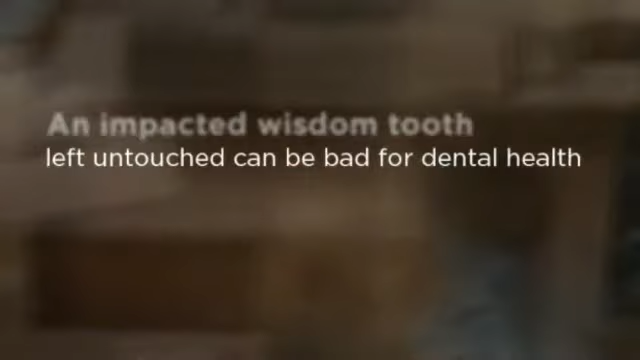 An impacted wisdom tooth
left untouched can be bad for dental health